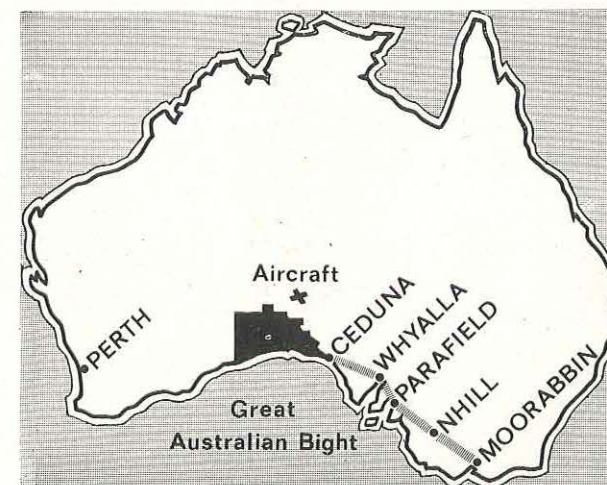 Aircraft
PERTH
CEDUNA
WHYALLA
PARAFIELD
NHILL
MOORABBIN
Great
Australian Bight